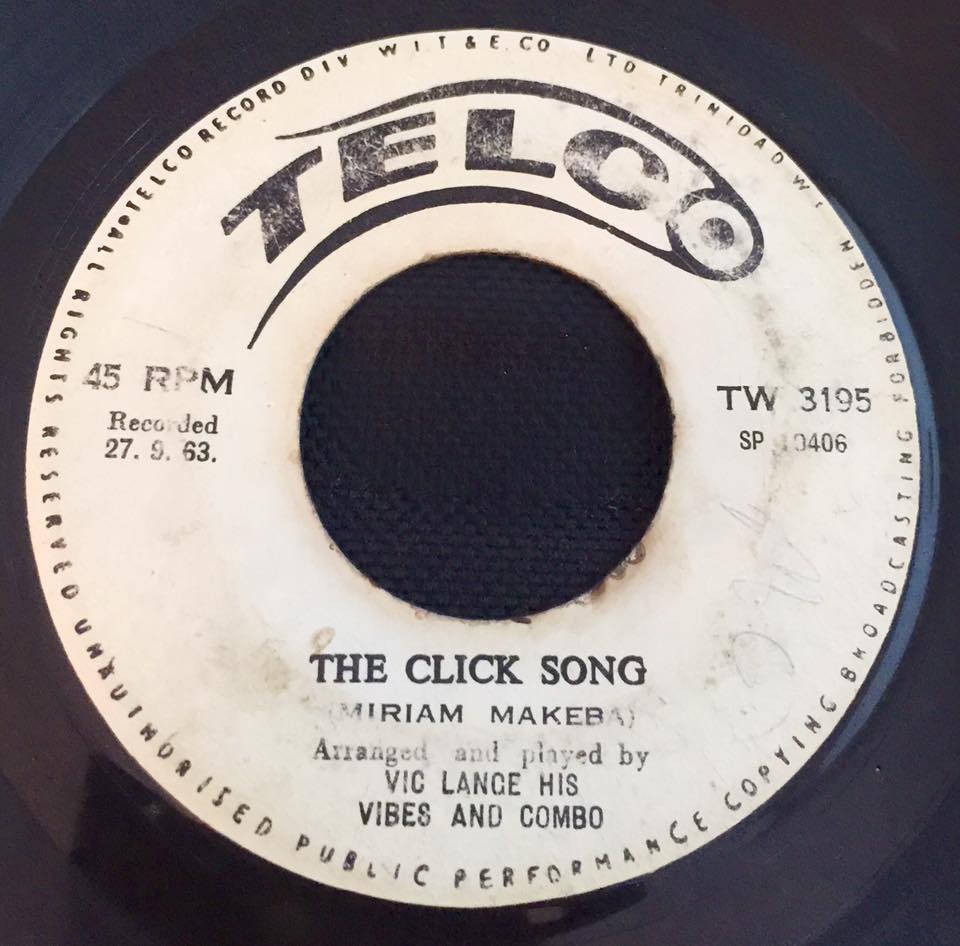 TELCO RECORD DIV W.I.T & E. CO LTD TRINIDAD W.I.
TELCO
45 RPM
Recorded
27. 9. 63.
TW 3195
SP
THE CLICK SONG
(MIRIAM MAKEBA)
Arranged and played by
VIC LANCE HIS
VIBES AND COMBO
ALL RIGHTS RESERVED UNAUTHORISED PUBLIC PERFORMANCE COPYING BROADCASTING FORBIDDEN